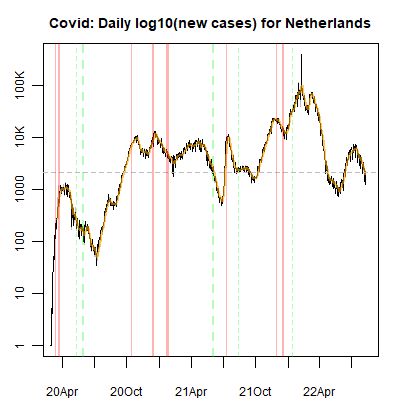 Covid: Daily log10(new cases) for Netherlands
100K
10K
1000
100
10
1
20Apr 20Oct 21Apr 21Oct 22Apr